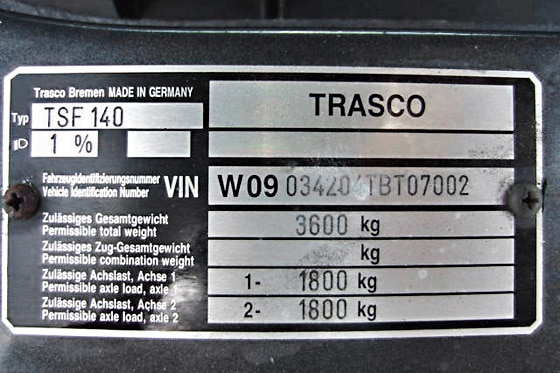 Trasco Bremen MADE IN GERMANY
TRASCO
Typ TSF 140
1 %
Fahrzeugidentifizierungsnummer
Vehicle Identification Number VIN W09 034204TBT07002
Zulässiges Gesamtgewicht
Permissible total weight 3600 kg
Zulässiges Zug-Gesamtgewicht
Permissible combination weight kg
Zulässige Achslast, Achse 1
Permissible axle load, axle 1 1- 1800 kg
Zulässige Achslast, Achse 2
Permissible axle load, axle 2 2- 1800 kg